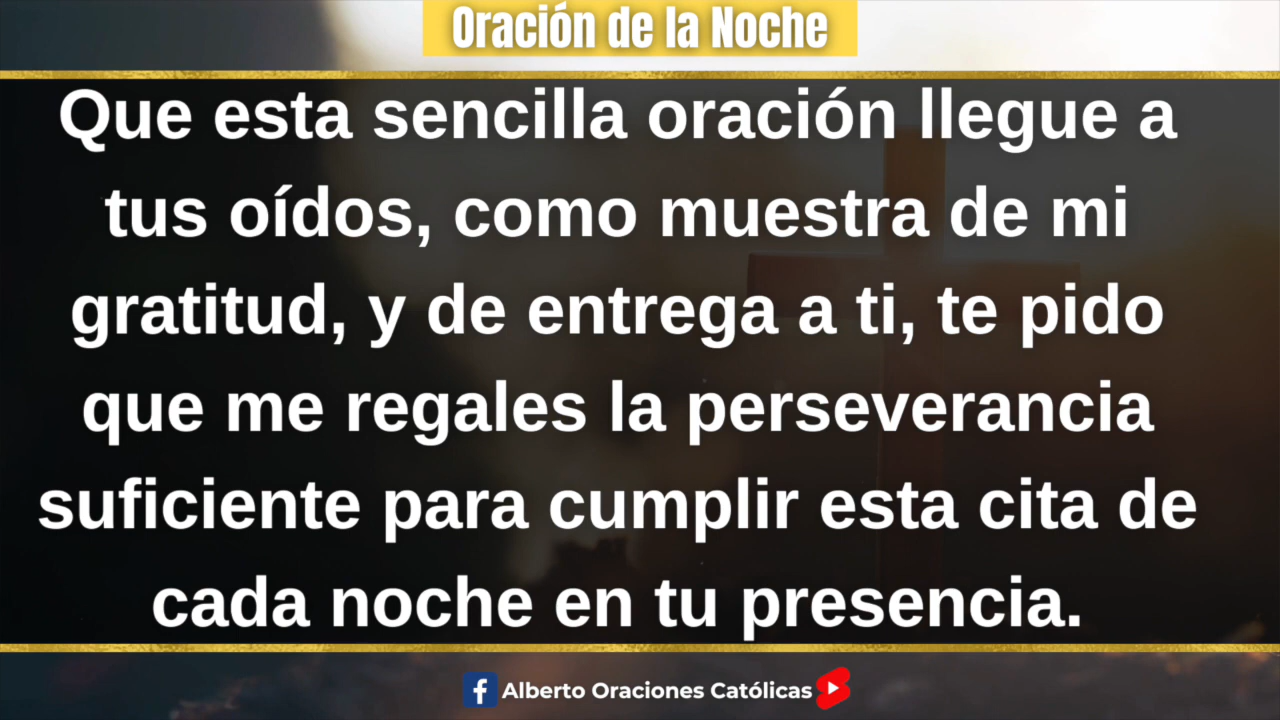 Oración de la Noche
Que esta sencilla oración llegue a
tus oídos, como muestra de mi
gratitud, y de entrega a ti, te pido
que me regales la perseverancia
suficiente para cumplir esta cita de
cada noche en tu presencia.
Alberto Oraciones Católicas